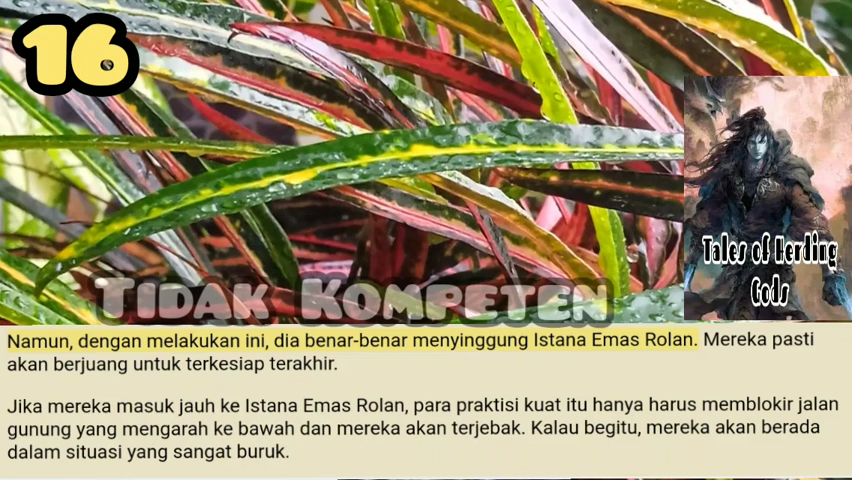 16
Tales of Herding
Gods
Tidak Kompeten
Namun, dengan melakukan ini, dia benar-benar menyinggung Istana Emas Rolan. Mereka pasti
akan berjuang untuk terkesiap terakhir.
Jika mereka masuk jauh ke Istana Emas Rolan, para praktisi kuat itu hanya harus memblokir jalan
gunung yang mengarah ke bawah dan mereka akan terjebak. Kalau begitu, mereka akan berada
dalam situasi yang sangat buruk.